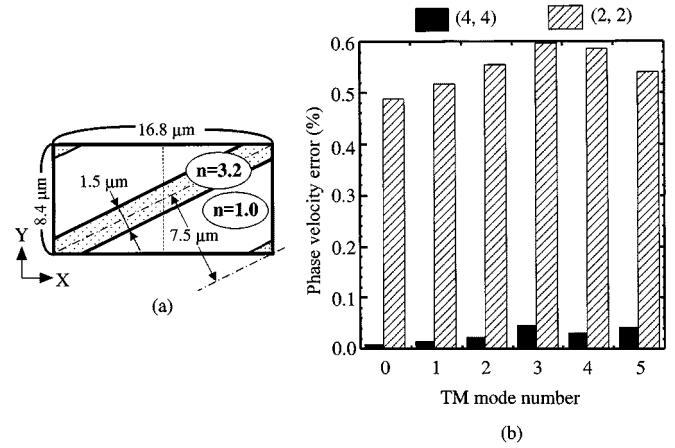 (4, 4)
(2, 2)
(a)
16.8 μm
8.4 μm
1.5 μm
n=3.2
n=1.0
7.5 μm
Y
X
(a)
Phase velocity error (%)
0.6
0.5
0.4
0.3
0.2
0.1
0.0
0 1 2 3 4 5
TM mode number
(b)